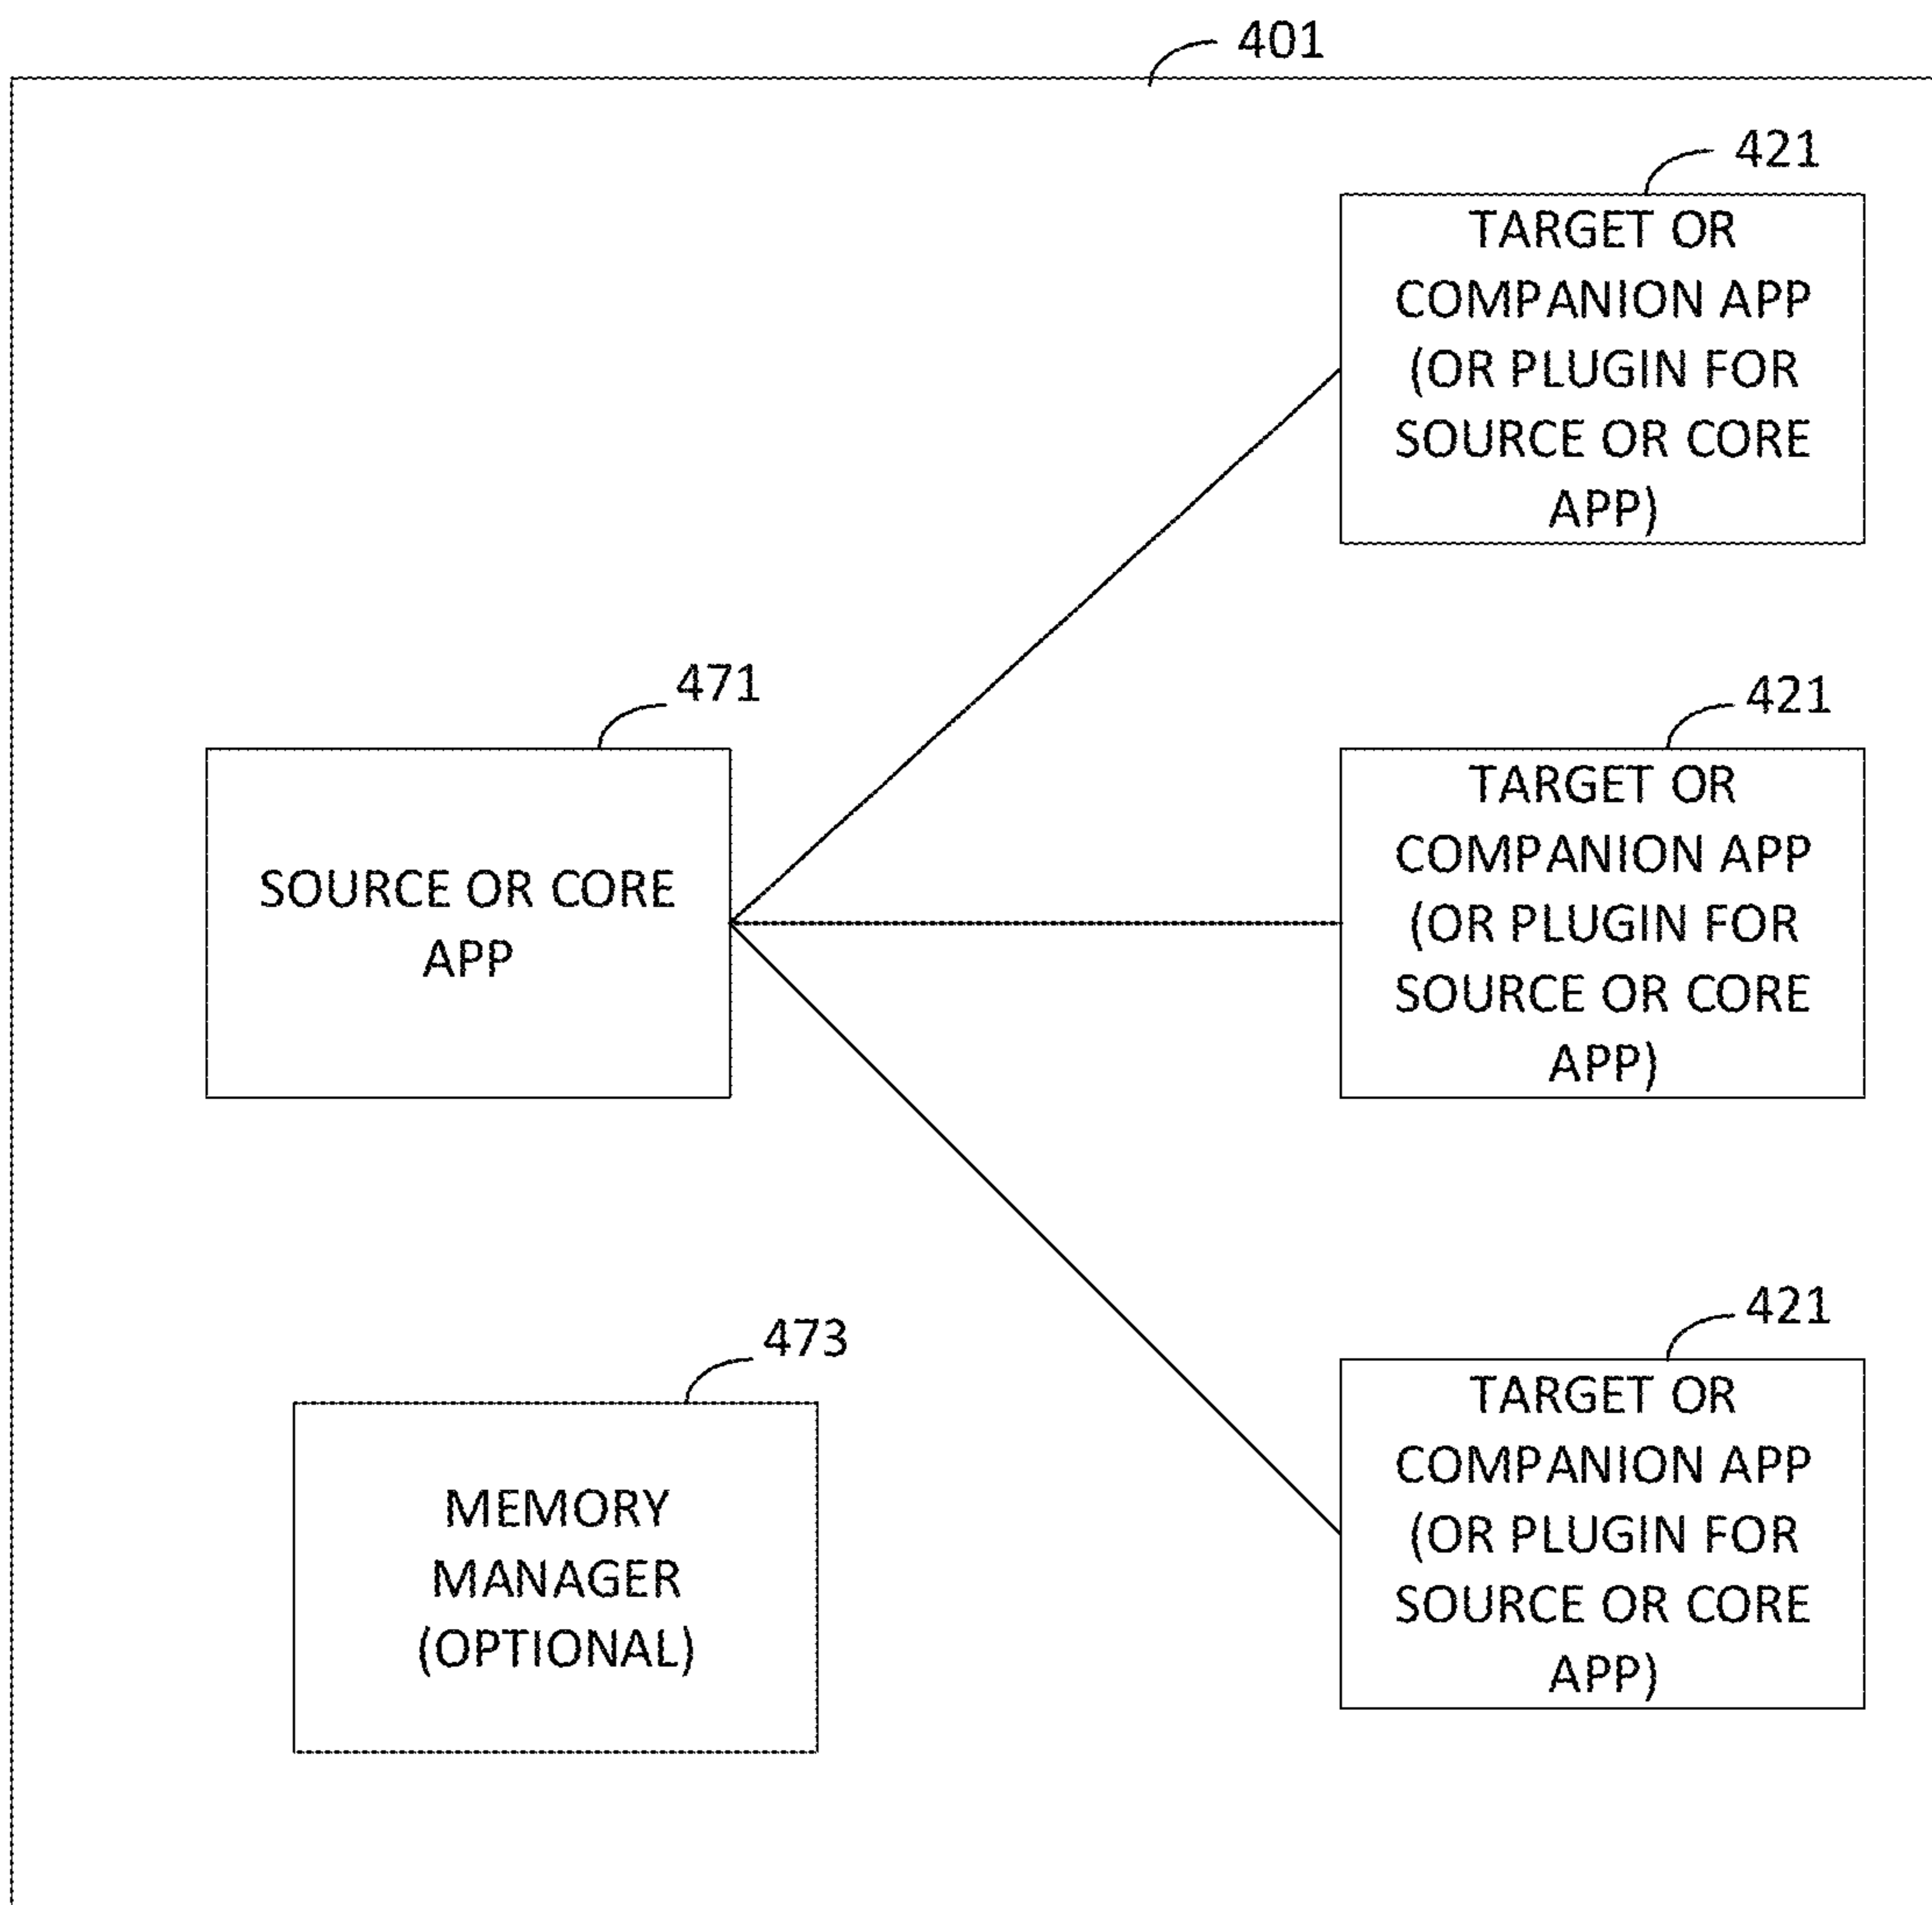 401
421
TARGET OR
COMPANION APP
(OR PLUGIN FOR
SOURCE OR CORE
APP)
471
SOURCE OR CORE
APP
421
TARGET OR
COMPANION APP
(OR PLUGIN FOR
SOURCE OR CORE
APP)
473
MEMORY
MANAGER
(OPTIONAL)
421
TARGET OR
COMPANION APP
(OR PLUGIN FOR
SOURCE OR CORE
APP)